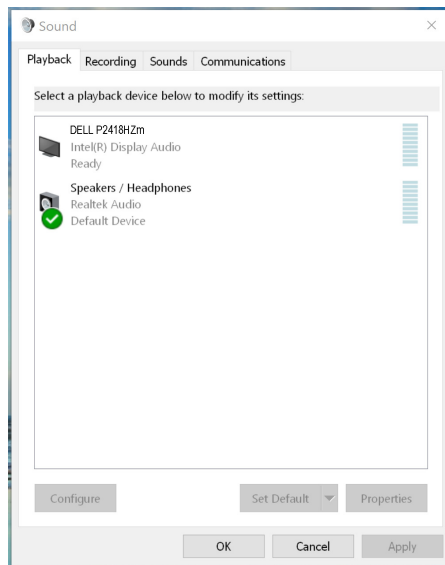 Sound
Playback Recording Sounds Communications
Select a playback device below to modify its settings:
DELL P2418HZm
Intel(R) Display Audio
Ready
Speakers / Headphones
Realtek Audio
Default Device
Configure Set Default Properties
OK Cancel Apply